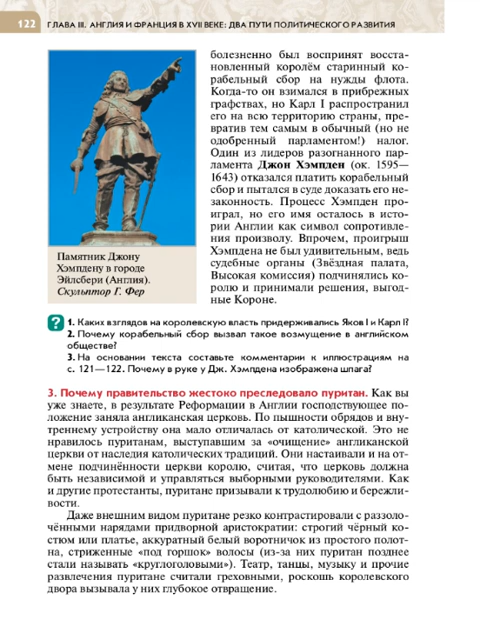 122 ГЛАВА III. АНГЛИЯ И ФРАНЦИЯ В XVII ВЕКЕ: ДВА ПУТИ ПОЛИТИЧЕСКОГО РАЗВИТИЯ
болезненно был воспринят восста-
новленный королём старинный ко-
рабельный сбор на нужды флота.
Когда-то он взимался в прибрежных
графствах, но Карл I распространил
его на всю территорию страны, пре-
вратив тем самым в обычный (но не
одобренный парламентом!) налог.
Один из лидеров разогнанного пар-
ламента Джон Хэмпден (ок. 1595—
1643) отказался платить корабельный
сбор и пытался в суде доказать его не-
законность. Процесс Хэмпден про-
играл, но его имя осталось в исто-
рии Англии как символ сопротивле-
ния произволу. Впрочем, проигрыш
Хэмпдена не был удивительным, ведь
судебные органы (Звёздная палата,
Высокая комиссия) подчинялись ко-
ролю и принимали решения, выгод-
ные Короне.
Памятник Джону
Хэмпдену в городе
Эйлсбери (Англия).
Скульптор Г. Фер
? 1. Каких взглядов на королевскую власть придерживались Яков I и Карл I?
2. Почему корабельный сбор вызвал такое возмущение в английском
обществе?
3. На основании текста составьте комментарии к иллюстрациям на
с. 121—122. Почему в руке у Дж. Хэмпдена изображена шпага?
3. Почему правительство жестоко преследовало пуритан. Как вы
уже знаете, в результате Реформации в Англии господствующее по-
ложение заняла англиканская церковь. По пышности обрядов и вну-
треннему устройству она мало отличалась от католической. Это не
нравилось пуританам, выступавшим за «очищение» англиканской
церкви от наследия католических традиций. Они настаивали и на от-
мене подчинённости церкви королю, считая, что церковь должна
быть независимой и управляться выборными руководителями. Как
и другие протестанты, пуритане призывали к трудолюбию и бережли-
вости.
Даже внешним видом пуритане резко контрастировали с раззоло-
чёнными нарядами придворной аристократии: строгий чёрный ко-
стюм или платье, аккуратный белый воротничок из простого полот-
на, стриженные «под горшок» волосы (из-за них пуритан позднее
стали называть «круглоголовыми»). Театр, танцы, музыку и прочие
развлечения пуритане считали греховными, роскошь королевского
двора вызывала у них глубокое отвращение.